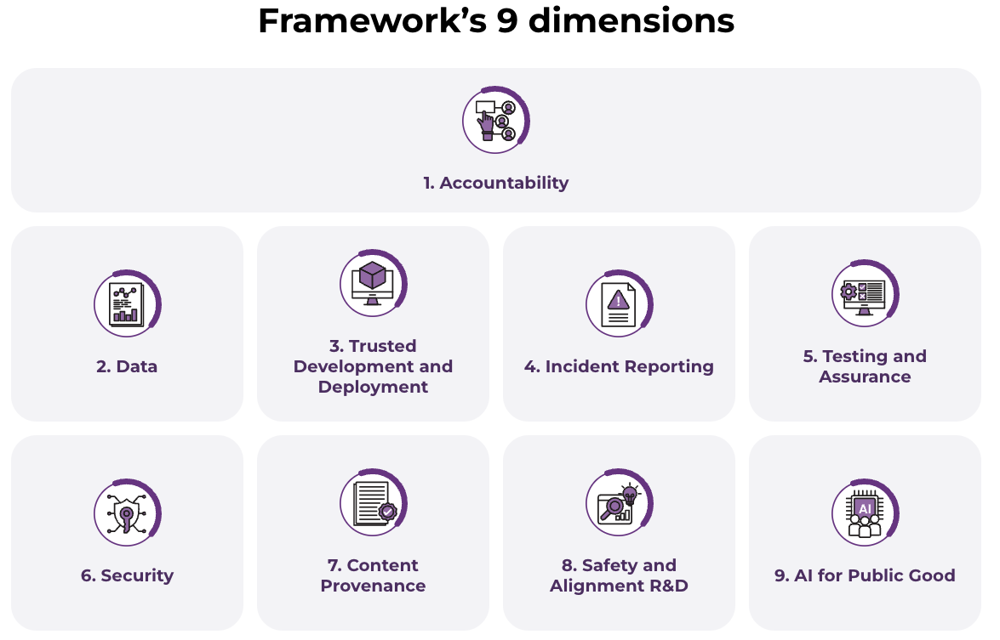 Framework’s 9 dimensions
1. Accountability
2. Data
3. Trusted
Development and
Deployment
4. Incident Reporting
5. Testing and
Assurance
6. Security
7. Content
Provenance
8. Safety and
Alignment R&D
AI
9. AI for Public Good